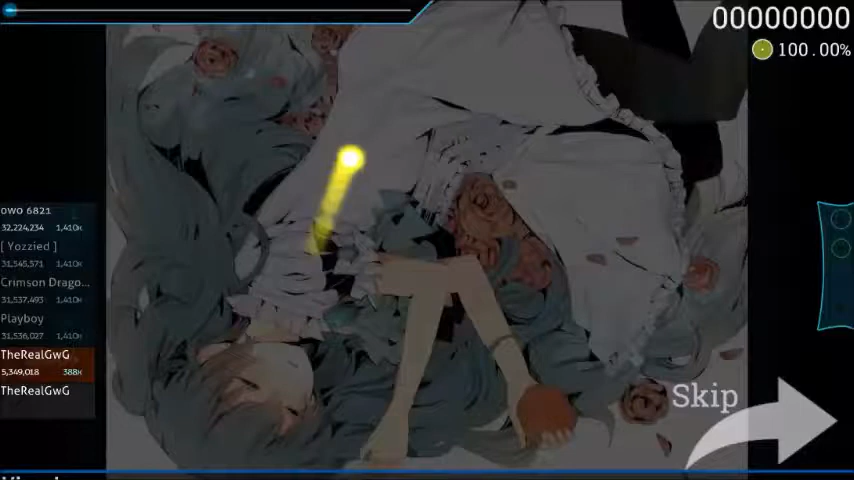 00000000
100.00%
owo 6821
32,224,234 1,410x
[ Yozzied ]
31,545,571 1,410x
Crimson Drago...
31,537,493 1,410x
Playboy
31,536,027 1,410x
TheRealGwG
5,349,018 388x
TheRealGwG
Skip